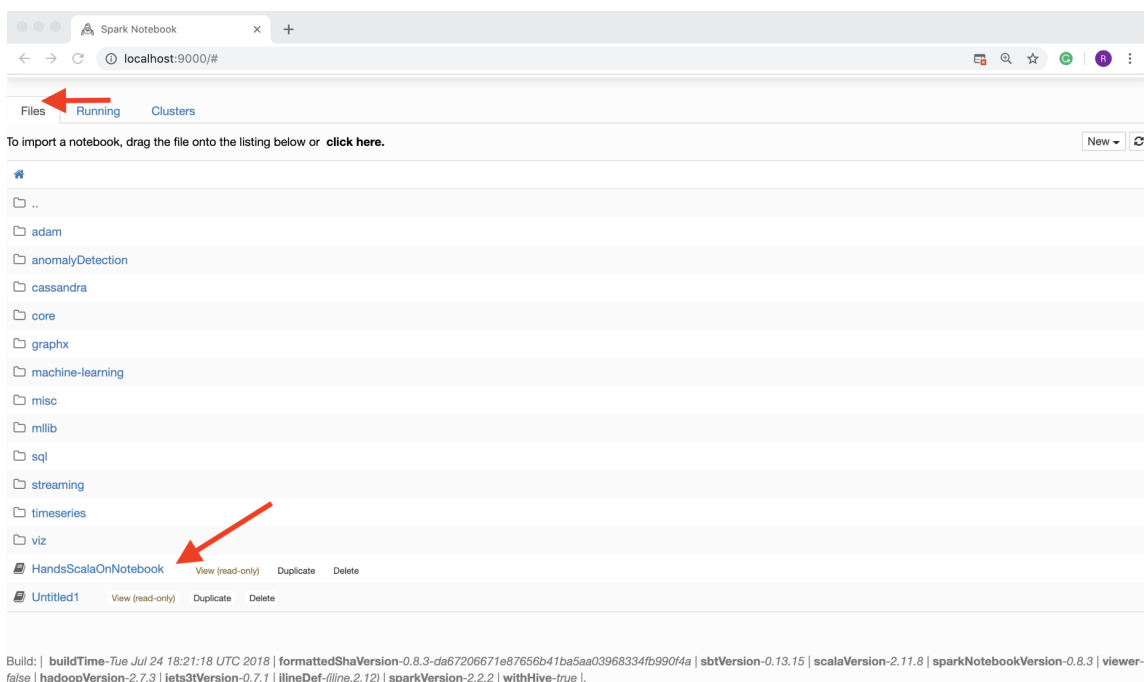 Spark Notebook
localhost:9000/#
R
Files Running Clusters
To import a notebook, drag the file onto the listing below or click here.
New
..
adam
anomalyDetection
cassandra
core
graphx
machine-learning
misc
mllib
sql
streaming
timeseries
viz
HandsScalaOnNotebook View (read-only) Duplicate Delete
Untitled1 View (read-only) Duplicate Delete
Build: | buildTime-Tue Jul 24 18:21:18 UTC 2018 | formattedShaVersion-0.8.3-da67206671e87656b41ba5aa03968334fb990f4a | sbtVersion-0.13.15 | scalaVersion-2.11.8 | sparkNotebookVersion-0.8.3 | viewer-
false | hadoopVersion-2.7.3 | jets3tVersion-0.7.1 | jlineDef-(jline,2.12) | sparkVersion-2.2.2 | withHive-true |.